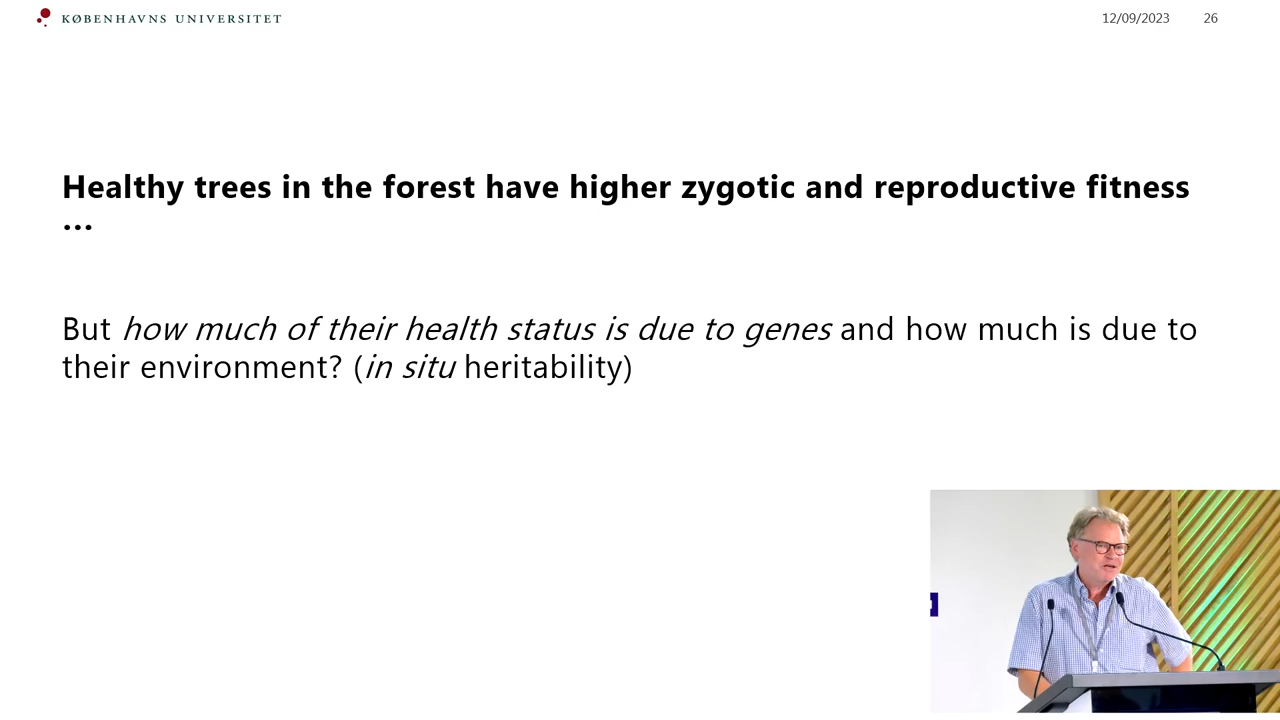 KØBENHAVNS UNIVERSITET
12/09/2023 26
Healthy trees in the forest have higher zygotic and reproductive fitness
…
But how much of their health status is due to genes and how much is due to
their environment? (in situ heritability)